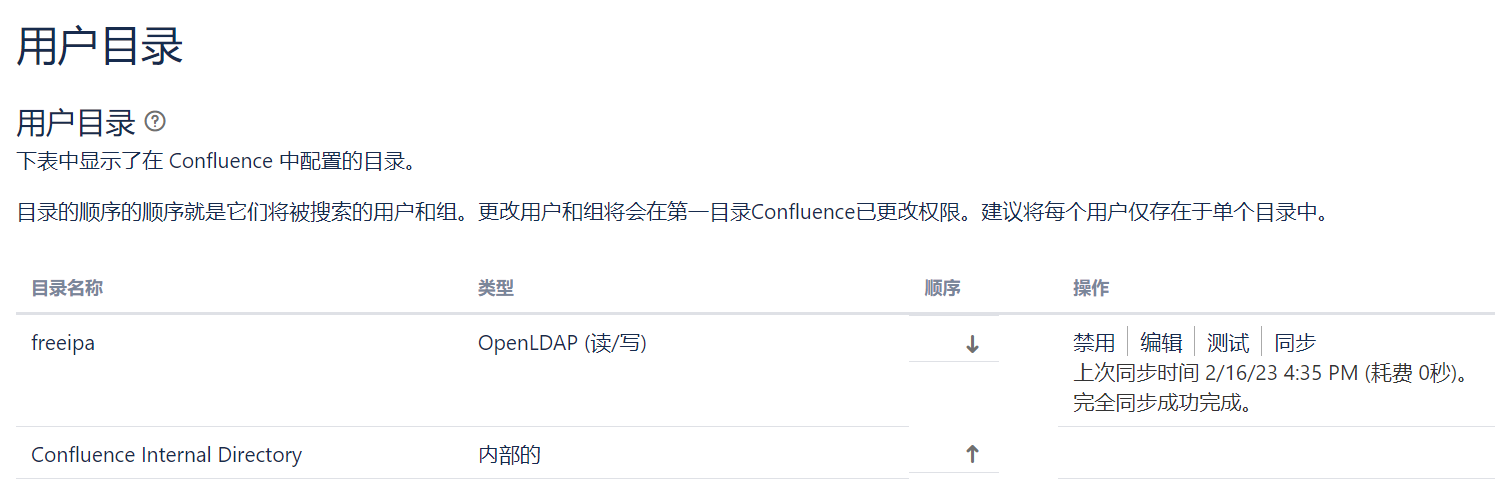 用户目录
用户目录 ?
下表中显示了在 Confluence 中配置的目录。
目录的顺序的顺序就是它们将被搜索的用户和组。更改用户和组将会在第一目录Confluence已更改权限。建议将每个用户仅存在于单个目录中。
目录名称 类型 顺序 操作
freeipa OpenLDAP (读/写) ↓ 禁用 编辑 测试 同步
上次同步时间 2/16/23 4:35 PM (耗费 0秒)。
完全同步成功完成。
Confluence Internal Directory 内部的 ↑